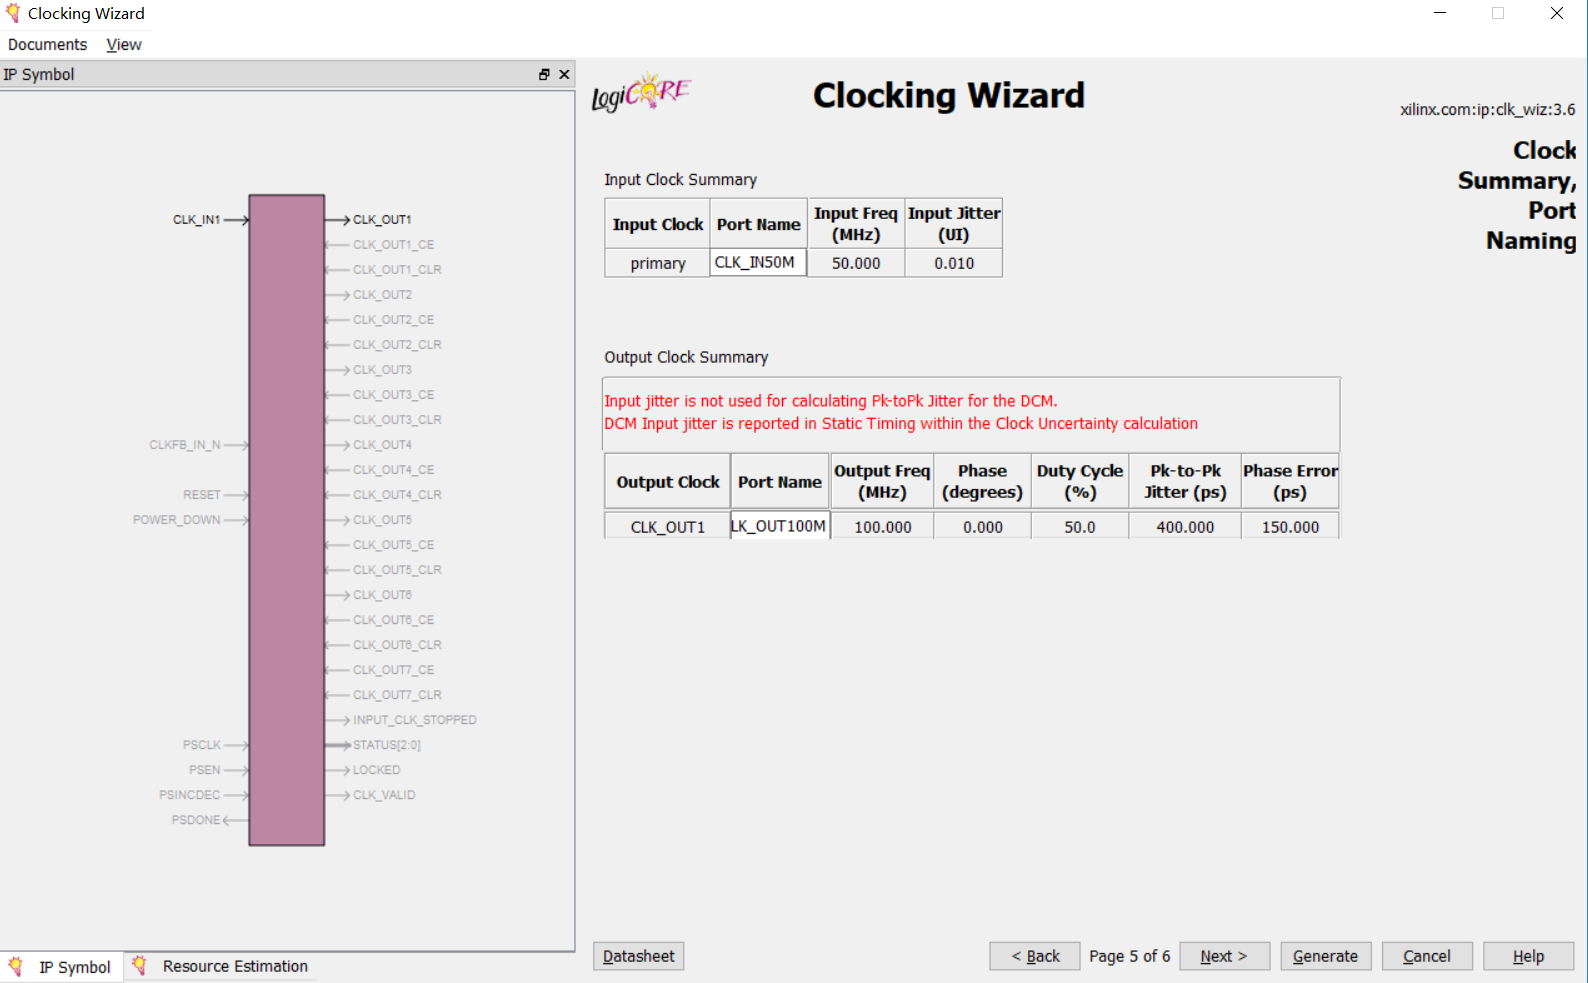 Clocking Wizard
Documents View
IP Symbol
CLK_IN1
CLKFB_IN_N
RESET
POWER_DOWN
PSCLK
PSEN
PSINCDEC
PSDONE
CLK_OUT1
CLK_OUT1_CE
CLK_OUT1_CLR
CLK_OUT2
CLK_OUT2_CE
CLK_OUT2_CLR
CLK_OUT3
CLK_OUT3_CE
CLK_OUT3_CLR
CLK_OUT4
CLK_OUT4_CE
CLK_OUT4_CLR
CLK_OUT5
CLK_OUT5_CE
CLK_OUT5_CLR
CLK_OUT6
CLK_OUT6_CE
CLK_OUT6_CLR
CLK_OUT7_CE
CLK_OUT7_CLR
INPUT_CLK_STOPPED
STATUS[2:0]
LOCKED
CLK_VALID
IP Symbol Resource Estimation
LogiCORE
Clocking Wizard
xilinx.com:ip:clk_wiz:3.6
Clock
Summary,
Port
Naming
Input Clock Summary
Input Clock Port Name Input Freq (MHz) Input Jitter (UI)
primary CLK_IN50M 50.000 0.010
Output Clock Summary
Input jitter is not used for calculating Pk-toPk Jitter for the DCM.
DCM Input jitter is reported in Static Timing within the Clock Uncertainty calculation
Output Clock Port Name Output Freq (MHz) Phase (degrees) Duty Cycle (%) Pk-to-Pk Jitter (ps) Phase Error (ps)
CLK_OUT1 LK_OUT100M 100.000 0.000 50.0 400.000 150.000
Datasheet < Back Page 5 of 6 Next > Generate Cancel Help